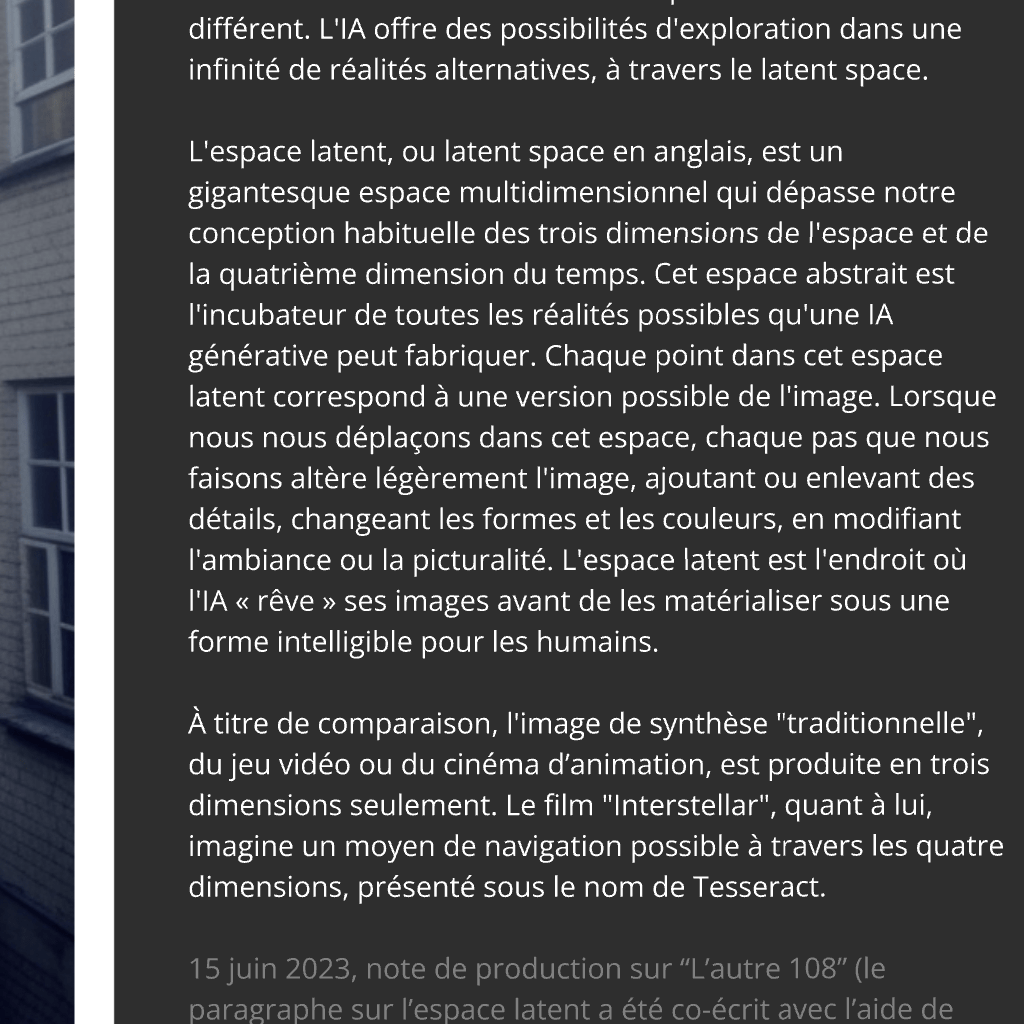 différent. L'IA offre des possibilités d'exploration dans une
infinité de réalités alternatives, à travers le latent space.
L'espace latent, ou latent space en anglais, est un
gigantesque espace multidimensionnel qui dépasse notre
conception habituelle des trois dimensions de l'espace et de
la quatrième dimension du temps. Cet espace abstrait est
l'incubateur de toutes les réalités possibles qu'une IA
générative peut fabriquer. Chaque point dans cet espace
latent correspond à une version possible de l'image. Lorsque
nous nous déplaçons dans cet espace, chaque pas que nous
faisons altère légèrement l'image, ajoutant ou enlevant des
détails, changeant les formes et les couleurs, en modifiant
l'ambiance ou la picturalité. L'espace latent est l'endroit où
l'IA « rêve » ses images avant de les matérialiser sous une
forme intelligible pour les humains.
À titre de comparaison, l'image de synthèse "traditionnelle",
du jeu vidéo ou du cinéma d’animation, est produite en trois
dimensions seulement. Le film "Interstellar", quant à lui,
imagine un moyen de navigation possible à travers les quatre
dimensions, présenté sous le nom de Tesseract.
15 juin 2023, note de production sur “L’autre 108” (le
paragraphe sur l’espace latent a été co-écrit avec l’aide de